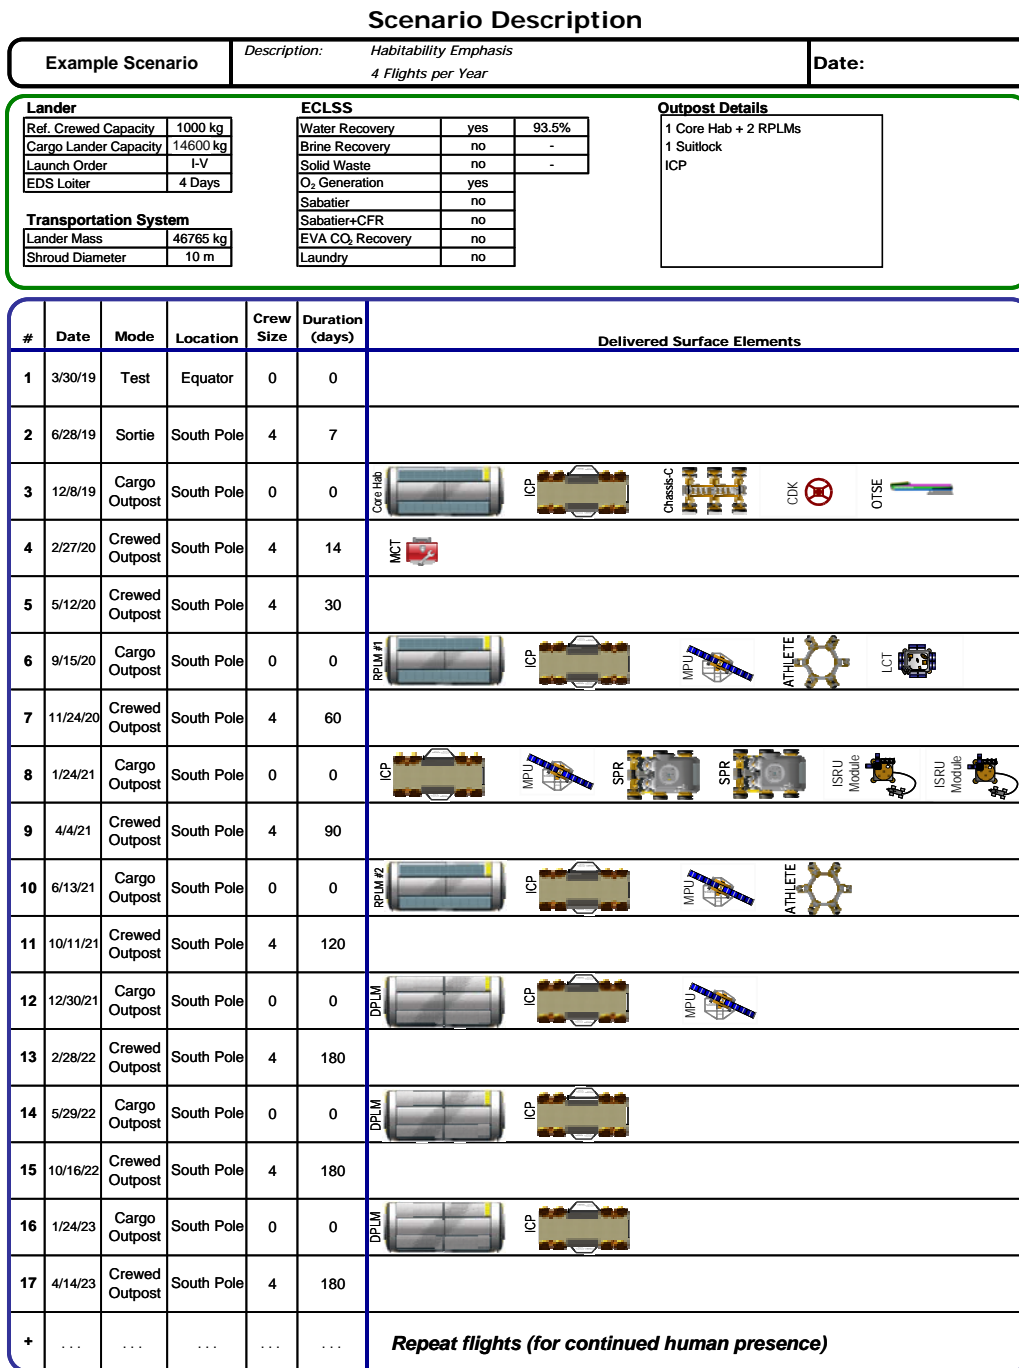 Scenario Description
Example Scenario
Description: Habitability Emphasis
4 Flights per Year
Date:
Lander
Ref. Crewed Capacity 1000 kg
Cargo Lander Capacity 14600 kg
Launch Order I-V
EDS Loiter 4 Days
Transportation System
Lander Mass 46765 kg
Shroud Diameter 10 m
ECLSS
Water Recovery yes 93.5%
Brine Recovery no -
Solid Waste no -
O₂ Generation yes
Sabatier no
Sabatier+CFR no
EVA CO₂ Recovery no
Laundry no
Outpost Details
1 Core Hab + 2 RPLMs
1 Suitlock
ICP
# Date Mode Location Crew Size Duration (days) Delivered Surface Elements
1 3/30/19 Test Equator 0 0
2 6/28/19 Sortie South Pole 4 7
3 12/8/19 Cargo Outpost South Pole 0 0 Core Hab ICP Chassis-C CDK OTSE
4 2/27/20 Crewed Outpost South Pole 4 14 MCT
5 5/12/20 Crewed Outpost South Pole 4 30
6 9/15/20 Cargo Outpost South Pole 0 0 RPLM #1 ICP MPU ATHLETE LCT
7 11/24/20 Crewed Outpost South Pole 4 60
8 1/24/21 Cargo Outpost South Pole 0 0 ICP MPU SPR SPR ISRU Module ISRU Module
9 4/4/21 Crewed Outpost South Pole 4 90
10 6/13/21 Cargo Outpost South Pole 0 0 RPLM #2 ICP MPU ATHLETE
11 10/11/21 Crewed Outpost South Pole 4 120
12 12/30/21 Cargo Outpost South Pole 0 0 DPLM ICP MPU
13 2/28/22 Crewed Outpost South Pole 4 180
14 5/29/22 Cargo Outpost South Pole 0 0 DPLM ICP
15 10/16/22 Crewed Outpost South Pole 4 180
16 1/24/23 Cargo Outpost South Pole 0 0 DPLM ICP
17 4/14/23 Crewed Outpost South Pole 4 180
+ . . . . . . . . . . . . . . . Repeat flights (for continued human presence)